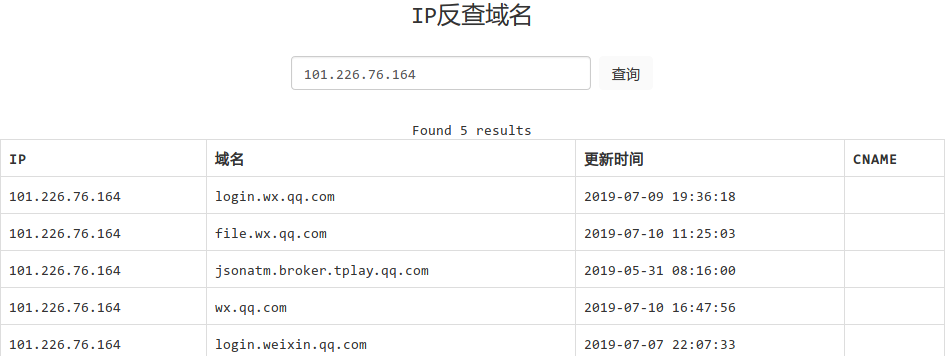 IP反查域名
101.226.76.164 查询
Found 5 results
IP 域名 更新时间 CNAME
101.226.76.164 login.wx.qq.com 2019-07-09 19:36:18
101.226.76.164 file.wx.qq.com 2019-07-10 11:25:03
101.226.76.164 jsonatm.broker.tplay.qq.com 2019-05-31 08:16:00
101.226.76.164 wx.qq.com 2019-07-10 16:47:56
101.226.76.164 login.weixin.qq.com 2019-07-07 22:07:33